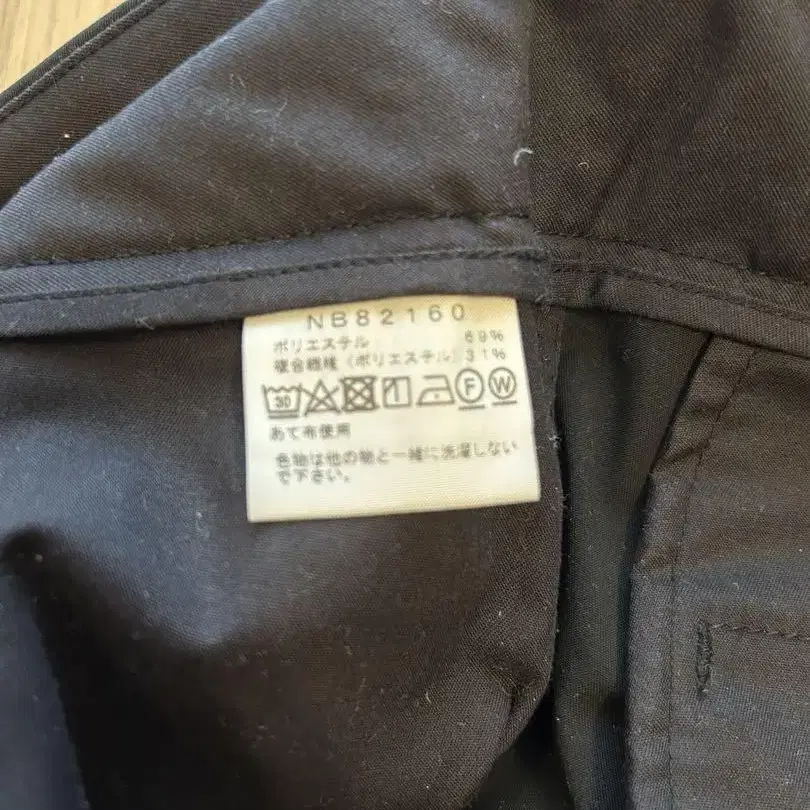 NB82160
ポリエステル 69%
複合繊維 (ポリエステル) 31%
30 F W
あて布使用
色物は他の物と一緒に洗濯しない
で下さい。